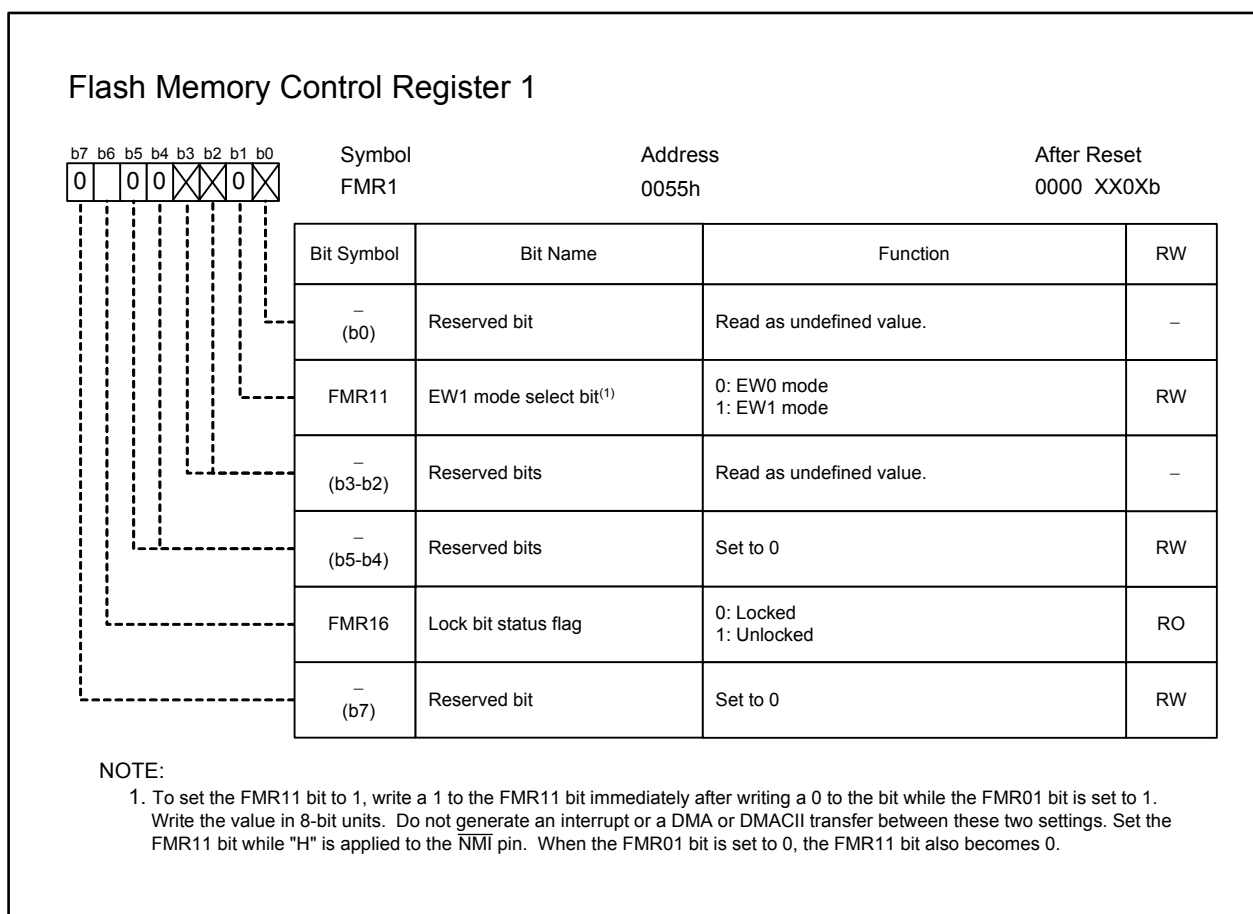 Flash Memory Control Register 1
b7 b6 b5 b4 b3 b2 b1 b0
0 0 0 0
Symbol Address After Reset
FMR1 0055h 0000 XX0Xb
Bit Symbol Bit Name Function RW
–
(b0) Reserved bit Read as undefined value. –
FMR11 EW1 mode select bit(1) 0: EW0 mode
1: EW1 mode RW
–
(b3-b2) Reserved bits Read as undefined value. –
–
(b5-b4) Reserved bits Set to 0 RW
FMR16 Lock bit status flag 0: Locked
1: Unlocked RO
–
(b7) Reserved bit Set to 0 RW
NOTE:
1. To set the FMR11 bit to 1, write a 1 to the FMR11 bit immediately after writing a 0 to the bit while the FMR01 bit is set to 1.
Write the value in 8-bit units. Do not generate an interrupt or a DMA or DMACII transfer between these two settings. Set the
FMR11 bit while "H" is applied to the N̅M̅I̅ pin. When the FMR01 bit is set to 0, the FMR11 bit also becomes 0.